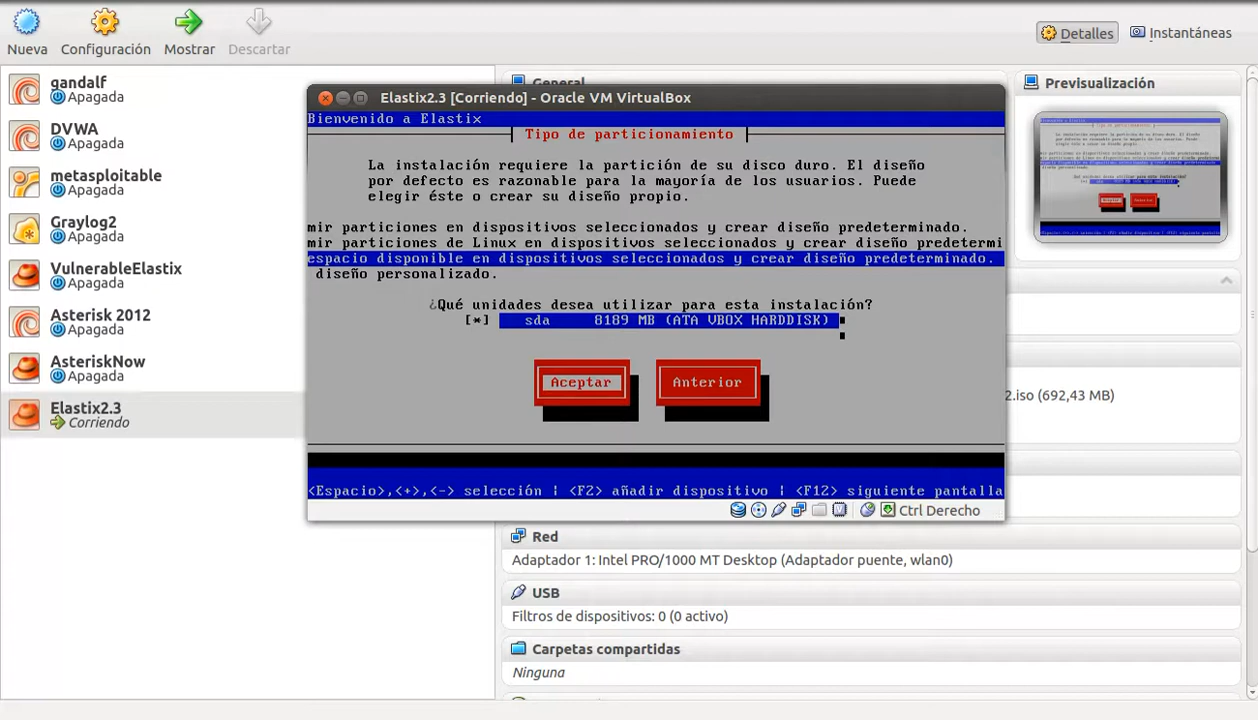 Nueva
Configuración
Mostrar
Descartar
Detalles
Instantáneas
gandalf
Apagada
DVWA
Apagada
metasploitable
Apagada
Graylog2
Apagada
VulnerableElastix
Apagada
Asterisk 2012
Apagada
AsteriskNow
Apagada
Elastix2.3
Corriendo
General
Previsualización
Elastix2.3 [Corriendo] - Oracle VM VirtualBox
Bienvenido a Elastix
Tipo de particionamiento
La instalación requiere la partición de su disco duro. El diseño
por defecto es razonable para la mayoría de los usuarios. Puede
elegir éste o crear su diseño propio.
mir particiones en dispositivos seleccionados y crear diseño predeterminado.
mir particiones de Linux en dispositivos seleccionados y crear diseño predetermi
espacio disponible en dispositivos seleccionados y crear diseño predeterminado.
diseño personalizado.
¿Qué unidades desea utilizar para esta instalación?
[*] sda 8189 MB (ATA VBOX HARDDISK)
Aceptar
Anterior
<Espacio>,<+>,<-> selección | <F2> añadir dispositivo | <F12> siguiente pantalla
Ctrl Derecho
2.iso (692,43 MB)
Red
Adaptador 1: Intel PRO/1000 MT Desktop (Adaptador puente, wlan0)
USB
Filtros de dispositivos: 0 (0 activo)
Carpetas compartidas
Ninguna